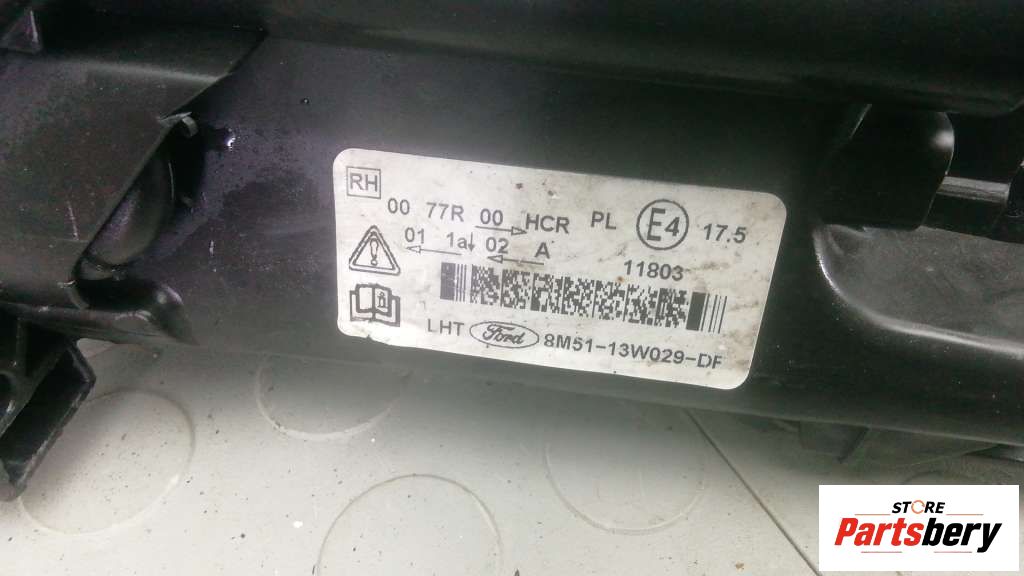 RH
00 77R 00 HCR PL E4 17.5
01 1a 02 A
11803
LHT Ford 8M51-13W029-DF
STORE
Partsbery